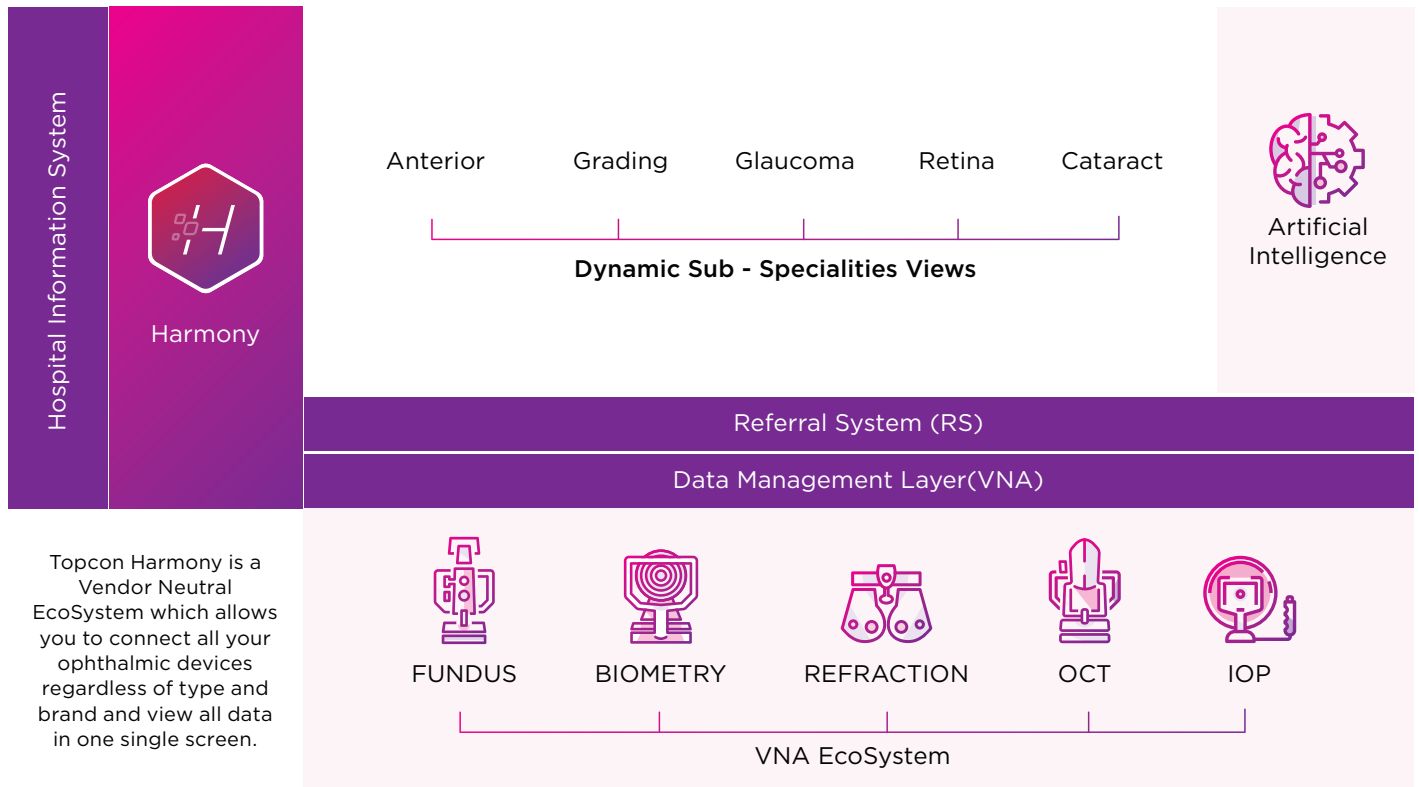 Hospital Information System
Harmony
Anterior
Grading
Glaucoma
Retina
Cataract
Dynamic Sub - Specialities Views
Artificial
Intelligence
Referral System (RS)
Data Management Layer(VNA)
Topcon Harmony is a
Vendor Neutral
EcoSystem which allows
you to connect all your
ophthalmic devices
regardless of type and
brand and view all data
in one single screen.
FUNDUS
BIOMETRY
REFRACTION
OCT
IOP
VNA EcoSystem